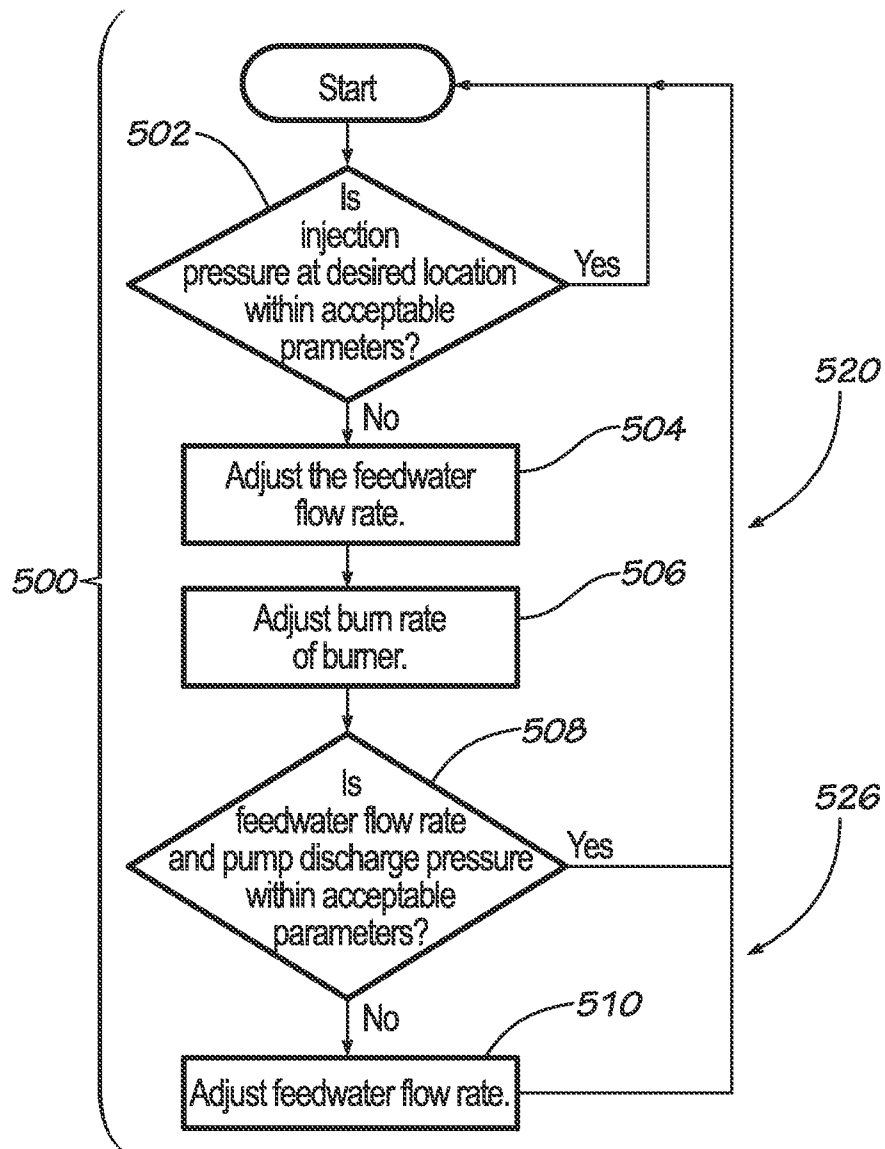 Start
502
Is
injection
pressure at desired location
within acceptable
prameters?
Yes
No
520
504
Adjust the feedwater
flow rate.
500
506
Adjust burn rate
of burner.
508
Is
feedwater flow rate
and pump discharge pressure
within acceptable
parameters?
Yes
526
No
510
Adjust feedwater flow rate.